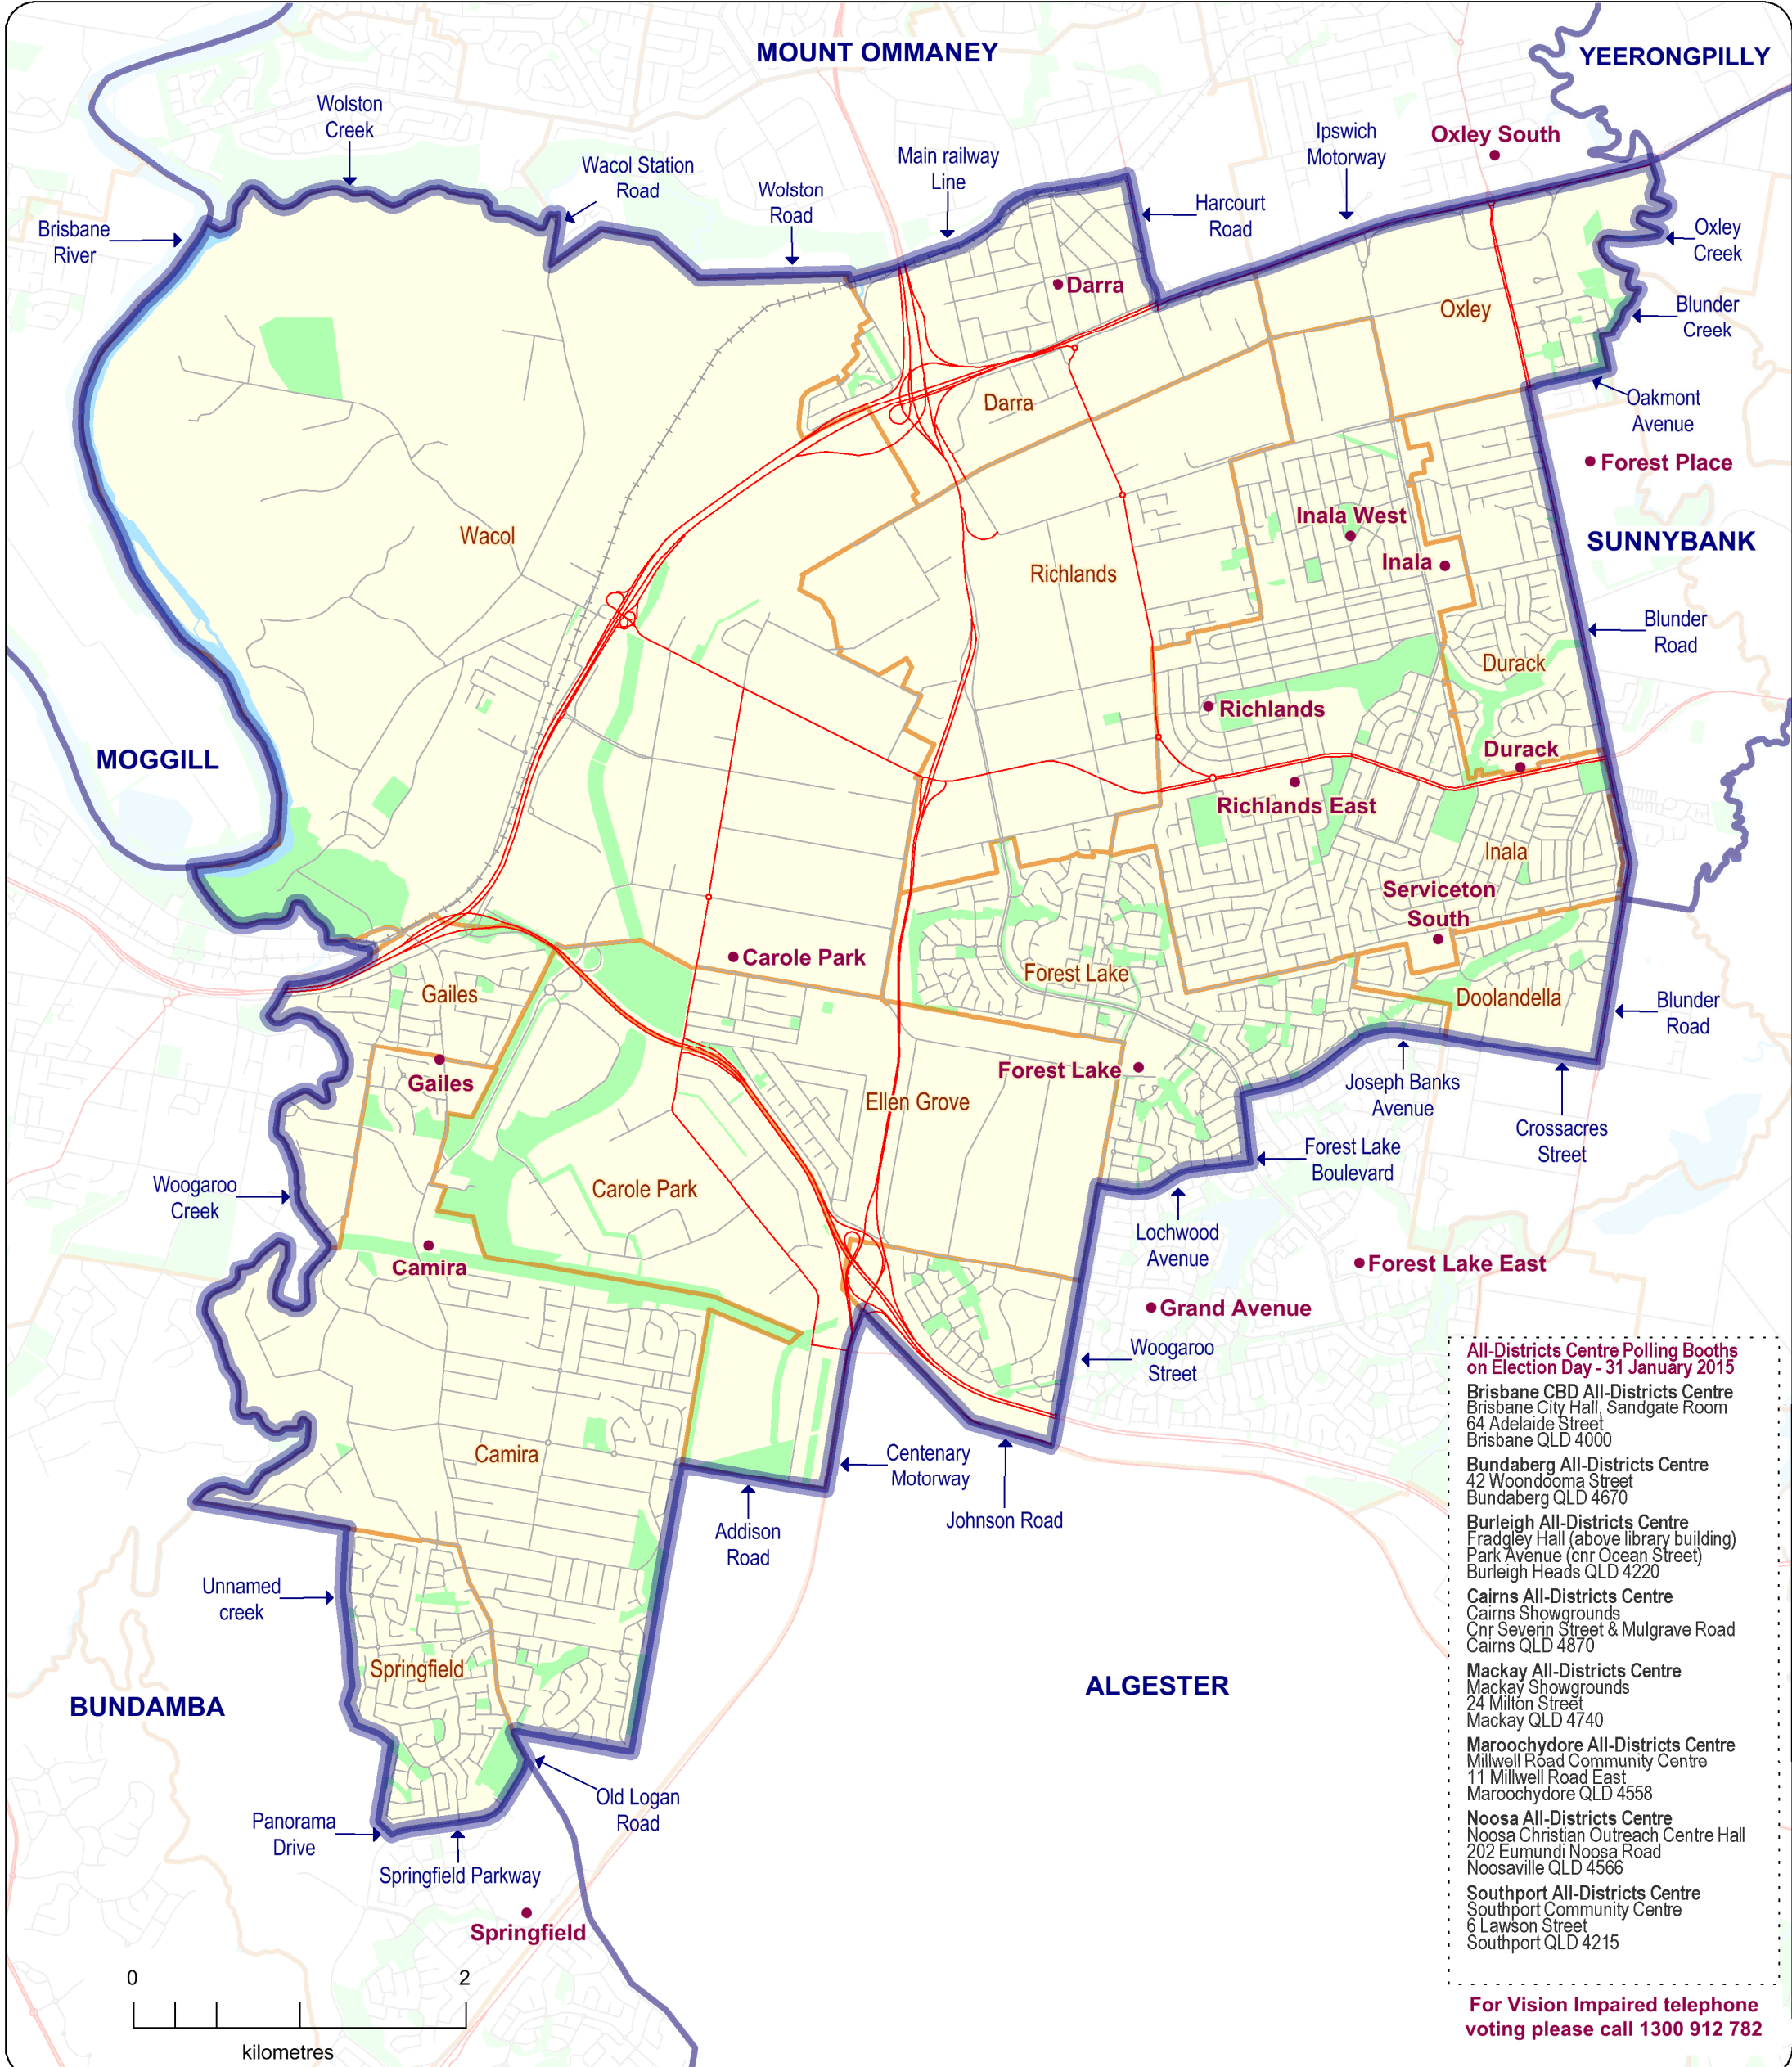 MOUNT OMMANEY
YEERONGPILLY
Wolston
Creek
Wacol Station
Road
Wolston
Road
Main railway
Line
Ipswich
Motorway
Oxley South
Harcourt
Road
Brisbane
River
Oxley
Creek
Darra
Oxley
Blunder
Creek
Darra
Oakmont
Avenue
Forest Place
Wacol
Inala West
Inala
SUNNYBANK
Richlands
Blunder
Road
Durack
Richlands
Durack
MOGGILL
Richlands East
Inala
Serviceton
South
Carole Park
Forest Lake
Gailes
Doolandella
Blunder
Road
Gailes
Forest Lake
Ellen Grove
Joseph Banks
Avenue
Crossacres
Street
Forest Lake
Boulevard
Woogaroo
Creek
Carole Park
Lochwood
Avenue
Camira
Forest Lake East
Grand Avenue
Woogaroo
Street
Camira
Centenary
Motorway
Addison
Road
Johnson Road
Unnamed
creek
Springfield
BUNDAMBA
ALGESTER
Old Logan
Road
Panorama
Drive
Springfield Parkway
Springfield
0 2
kilometres
All-Districts Centre Polling Booths
on Election Day - 31 January 2015
Brisbane CBD All-Districts Centre
Brisbane City Hall, Sandgate Room
64 Adelaide Street
Brisbane QLD 4000
Bundaberg All-Districts Centre
42 Woondooma Street
Bundaberg QLD 4670
Burleigh All-Districts Centre
Fradgley Hall (above library building)
Park Avenue (cnr Ocean Street)
Burleigh Heads QLD 4220
Cairns All-Districts Centre
Cairns Showgrounds
Cnr Severin Street & Mulgrave Road
Cairns QLD 4870
Mackay All-Districts Centre
Mackay Showgrounds
24 Milton Street
Mackay QLD 4740
Maroochydore All-Districts Centre
Millwell Road Community Centre
11 Millwell Road East
Maroochydore QLD 4558
Noosa All-Districts Centre
Noosa Christian Outreach Centre Hall
202 Eumundi Noosa Road
Noosaville QLD 4566
Southport All-Districts Centre
Southport Community Centre
6 Lawson Street
Southport QLD 4215
For Vision Impaired telephone
voting please call 1300 912 782